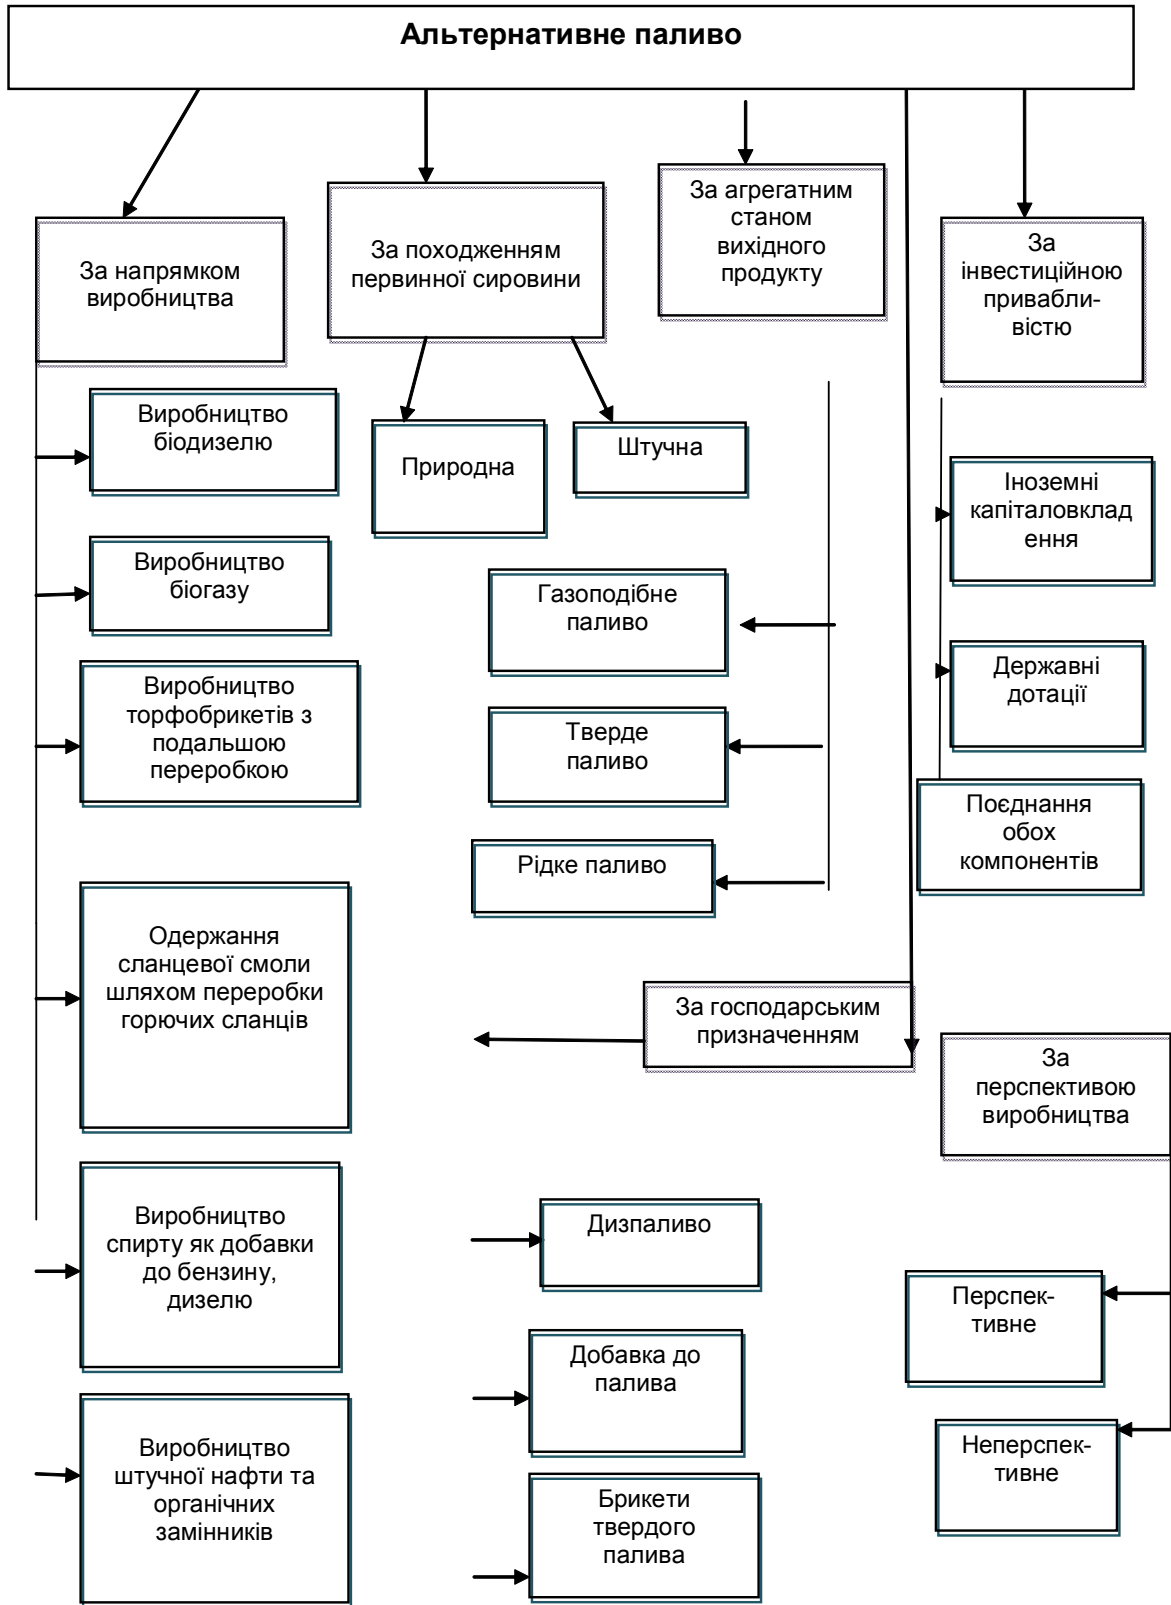 Альтернативне паливо
За напрямком
виробництва
За походженням
первинної сировини
За агрегатним
станом
вихідного
продукту
За
інвестиційною
привабли-
вістю
Виробництво
біодизелю
Виробництво
біогазу
Виробництво
торфобрикетів з
подальшою
переробкою
Одержання
сланцевої смоли
шляхом переробки
горючих сланців
Виробництво
спирту як добавки
до бензину,
дизелю
Виробництво
штучної нафти та
органічних
замінників
Природна
Штучна
Газоподібне
паливо
Тверде
паливо
Рідке паливо
Іноземні
капіталовклад
ення
Державні
дотації
Поєднання
обох
компонентів
За господарським
призначенням
Дизпаливо
Добавка до
палива
Брикети
твердого
палива
За
перспективою
виробництва
Перспек-
тивне
Неперспек-
тивне